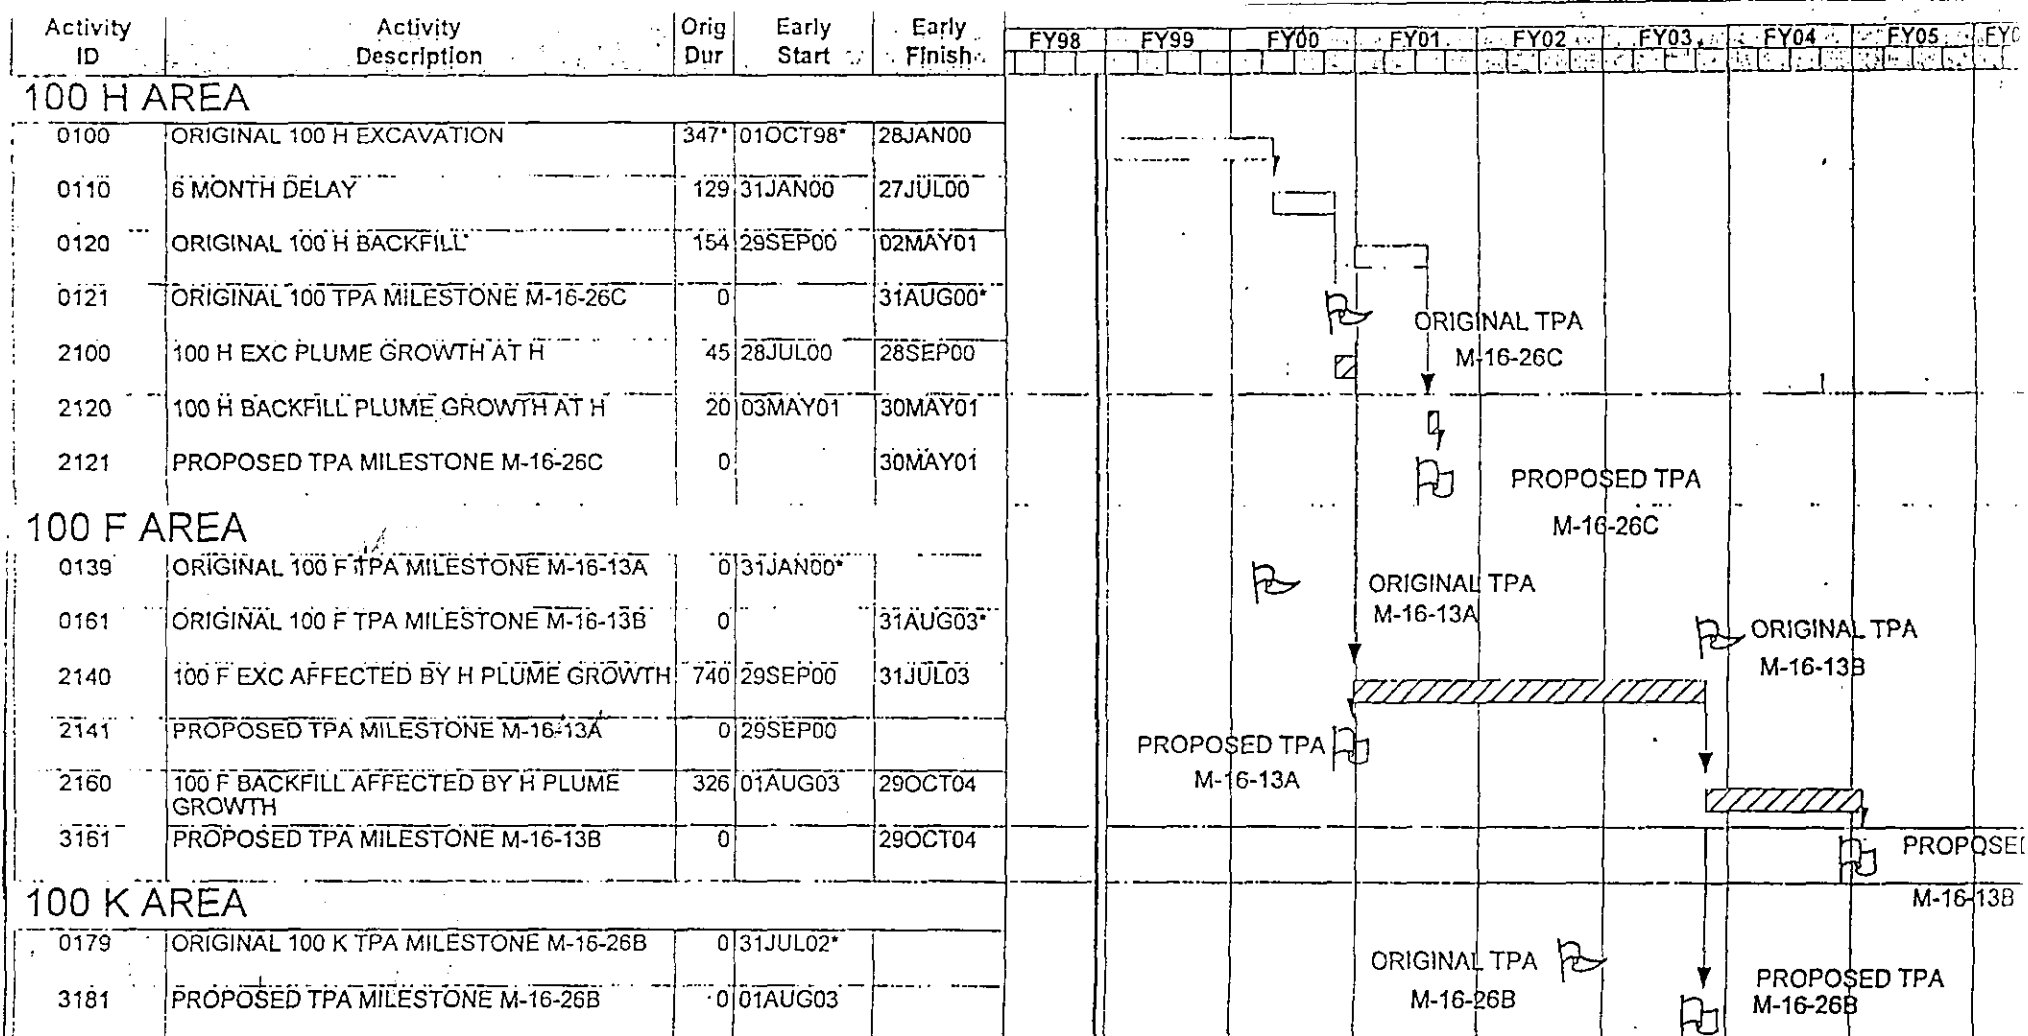 Activity ID Activity Description Orig Dur Early Start Early Finish FY98 FY99 FY00 FY01 FY02 FY03 FY04 FY05
100 H AREA
0100 ORIGINAL 100 H EXCAVATION 347* 01OCT98* 28JAN00
0110 6 MONTH DELAY 129 31JAN00 27JUL00
0120 ORIGINAL 100 H BACKFILL 154 29SEP00 02MAY01
0121 ORIGINAL 100 TPA MILESTONE M-16-26C 0 31AUG00*
ORIGINAL TPA
M-16-26C
2100 100 H EXC PLUME GROWTH AT H 45 28JUL00 28SEP00
2120 100 H BACKFILL PLUME GROWTH AT H 20 03MAY01 30MAY01
2121 PROPOSED TPA MILESTONE M-16-26C 0 30MAY01
PROPOSED TPA
M-16-26C
100 F AREA
0139 ORIGINAL 100 F TPA MILESTONE M-16-13A 0 31JAN00*
ORIGINAL TPA
M-16-13A
0161 ORIGINAL 100 F TPA MILESTONE M-16-13B 0 31AUG03*
ORIGINAL TPA
M-16-13B
2140 100 F EXC AFFECTED BY H PLUME GROWTH 740 29SEP00 31JUL03
2141 PROPOSED TPA MILESTONE M-16-13A 0 29SEP00
PROPOSED TPA
M-16-13A
2160 100 F BACKFILL AFFECTED BY H PLUME 326 01AUG03 29OCT04
GROWTH
3161 PROPOSED TPA MILESTONE M-16-13B 0 29OCT04
PROPOSED
M-16-13B
100 K AREA
0179 ORIGINAL 100 K TPA MILESTONE M-16-26B 0 31JUL02*
ORIGINAL TPA
M-16-26B
3181 PROPOSED TPA MILESTONE M-16-26B 0 01AUG03
PROPOSED TPA
M-16-26B